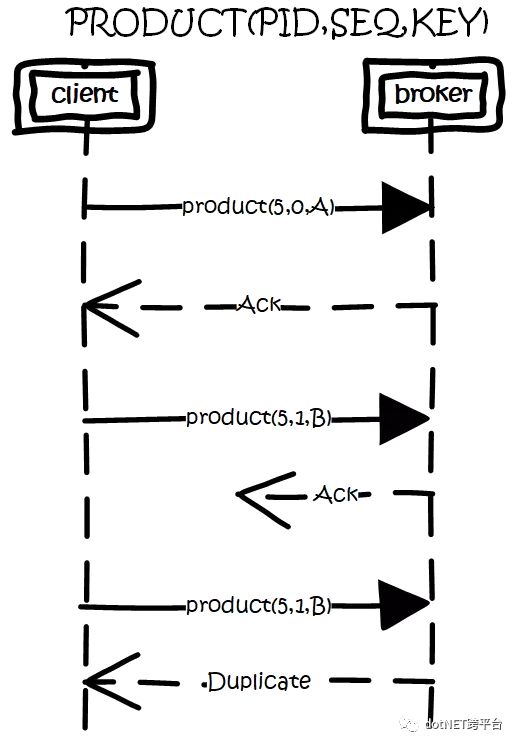 PRODUCT(PID,SEQ,KEY)
client broker
product(5,0,A)
Ack
product(5,1,B)
Ack
product(5,1,B)
.Duplicate
dotNET跨平台